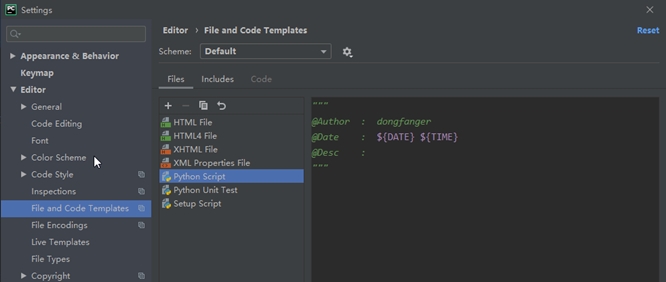 PC
Settings
Appearance & Behavior
Keymap
Editor
General
Code Editing
Font
Color Scheme
Code Style
Inspections
File and Code Templates
File Encodings
Live Templates
File Types
Copyright
Editor › File and Code Templates
Reset
Scheme: Default
Files Includes Code
HTML File
HTML4 File
XHTML File
XML Properties File
Python Script
Python Unit Test
Setup Script
"""
@Author : dongfanger
@Date : ${DATE} ${TIME}
@Desc :
"""